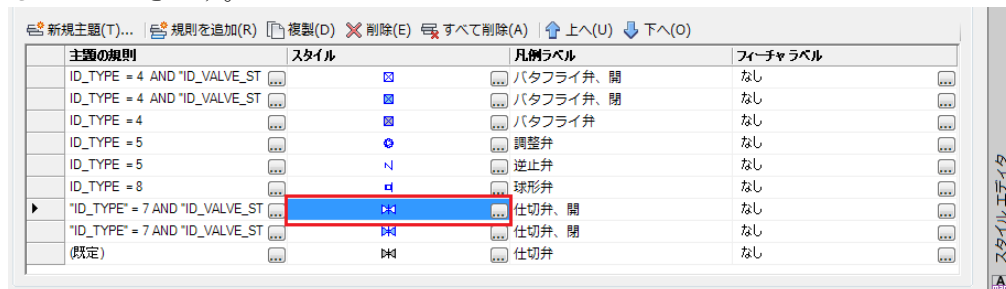 新規主題(T)... 規則を追加(R) 複製(D) 削除(E) すべて削除(A) 上へ(U) 下へ(O)
主題の規則 スタイル 凡例ラベル フィーチャ ラベル
ID_TYPE = 4 AND "ID_VALVE_ST ... ... バタフライ弁、開 なし ...
ID_TYPE = 4 AND "ID_VALVE_ST ... ... バタフライ弁、閉 なし ...
ID_TYPE = 4 ... ... バタフライ弁 なし ...
ID_TYPE = 5 ... ... 調整弁 なし ...
ID_TYPE = 5 ... ... 逆止弁 なし ...
ID_TYPE = 8 ... ... 球形弁 なし ...
"ID_TYPE" = 7 AND "ID_VALVE_ST ... ... 仕切弁、開 なし ...
"ID_TYPE" = 7 AND "ID_VALVE_ST ... ... 仕切弁、閉 なし ...
(既定) ... ... 仕切弁 なし ...
スタイル エディタ